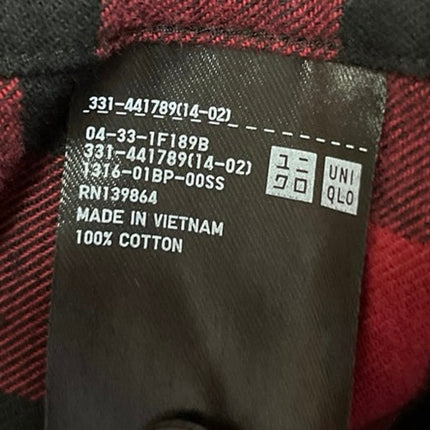 331-441789(14-02)
04-33-1F189B
331-441789(14-02)
1316-01BP-00SS
RN139864
MADE IN VIETNAM
100% COTTON
ユニ
クロ
UNI
QLO